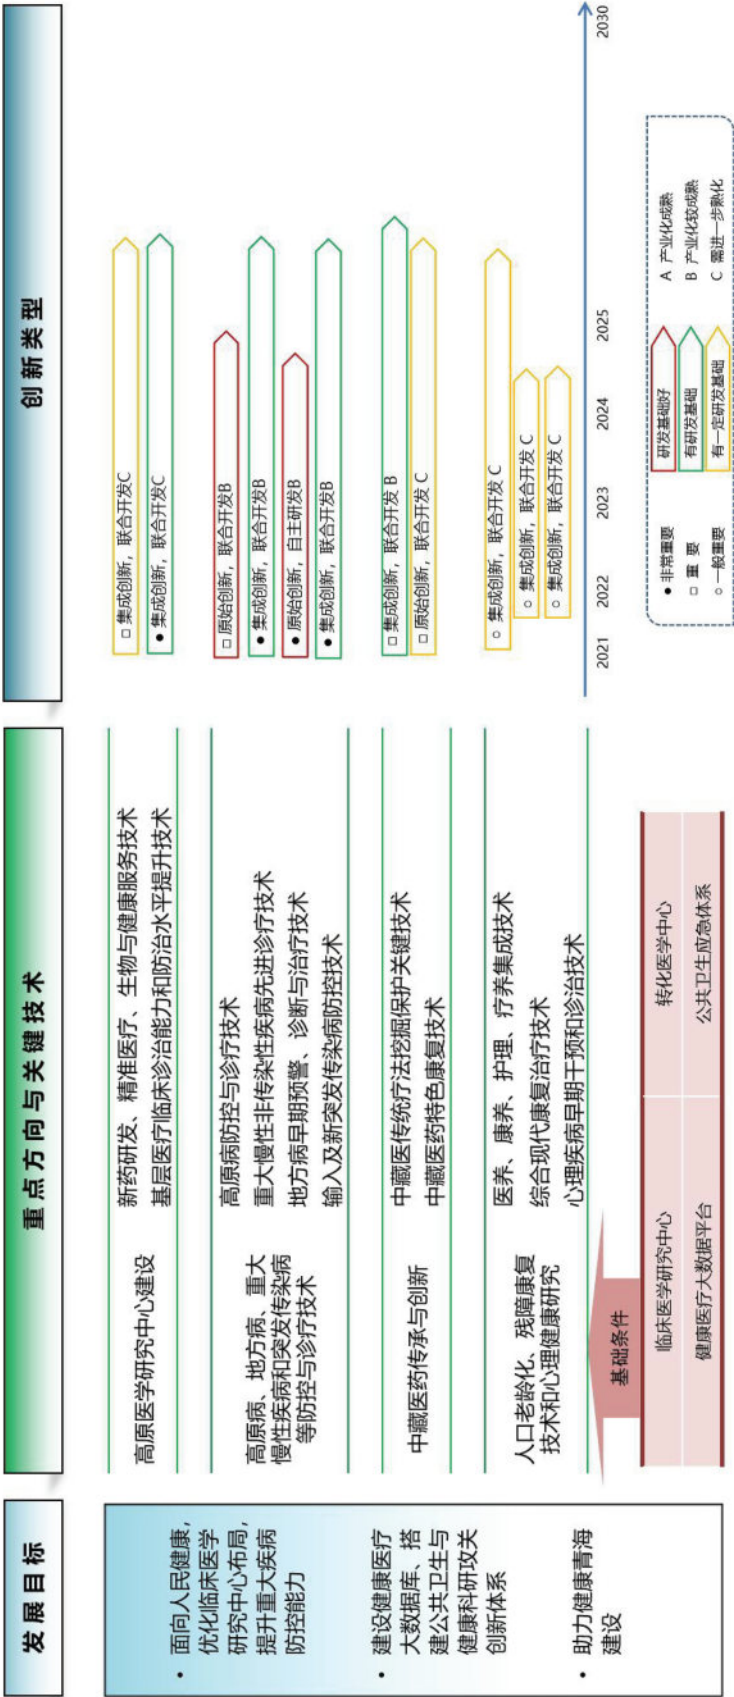 发展目标
重点方向与关键技术
创新类型
• 面向人民健康,
优化临床医学
研究中心布局,
提升重大疾病
防控能力
• 建设健康医疗
大数据库、搭
建公共卫生与
健康科研攻关
创新体系
• 助力健康青海
建设
高原医学研究中心建设
新药研发、精准医疗、生物与健康服务技术
基层医疗临床诊治能力和防治水平提升技术
□ 集成创新，联合开发C
● 集成创新，联合开发C
高原病、地方病、重大
慢性疾病和突发传染病
等防控与诊疗技术
高原病防控与诊疗技术
重大慢性非传染性疾病先进诊疗技术
地方病早期预警、诊断与治疗技术
输入及新突发传染病防控技术
□ 原始创新，联合开发B
● 集成创新，联合开发B
● 原始创新，自主研发B
● 集成创新，联合开发B
中藏医药传承与创新
中藏医传统疗法挖掘保护关键技术
中藏医药特色康复技术
□ 集成创新，联合开发 B
□ 原始创新，联合开发 C
人口老龄化、残障康复
技术和心理健康研究
医养、康养、护理、疗养集成技术
综合现代康复治疗技术
心理疾病早期干预和诊治技术
○ 集成创新，联合开发 C
○ 集成创新，联合开发 C
○ 集成创新，联合开发 C
2021 2022 2023 2024 2025 2030
基础条件
临床医学研究中心 转化医学中心
健康医疗大数据平台 公共卫生应急体系
● 非常重要 研发基础好 A 产业化成熟
□ 重 要 有研发基础 B 产业化较成熟
○ 一般重要 有一定研发基础 C 需进一步熟化